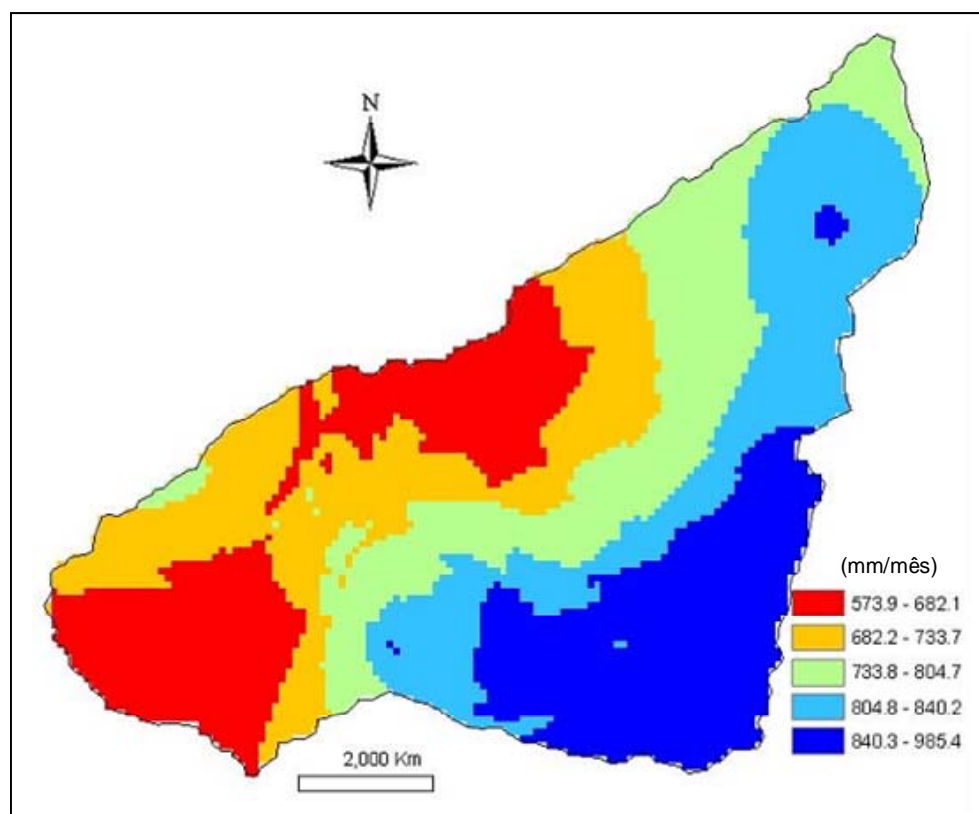 N
(mm/mês)
573.9 - 682.1
682.2 - 733.7
733.8 - 804.7
804.8 - 840.2
840.3 - 985.4
2,000 Km